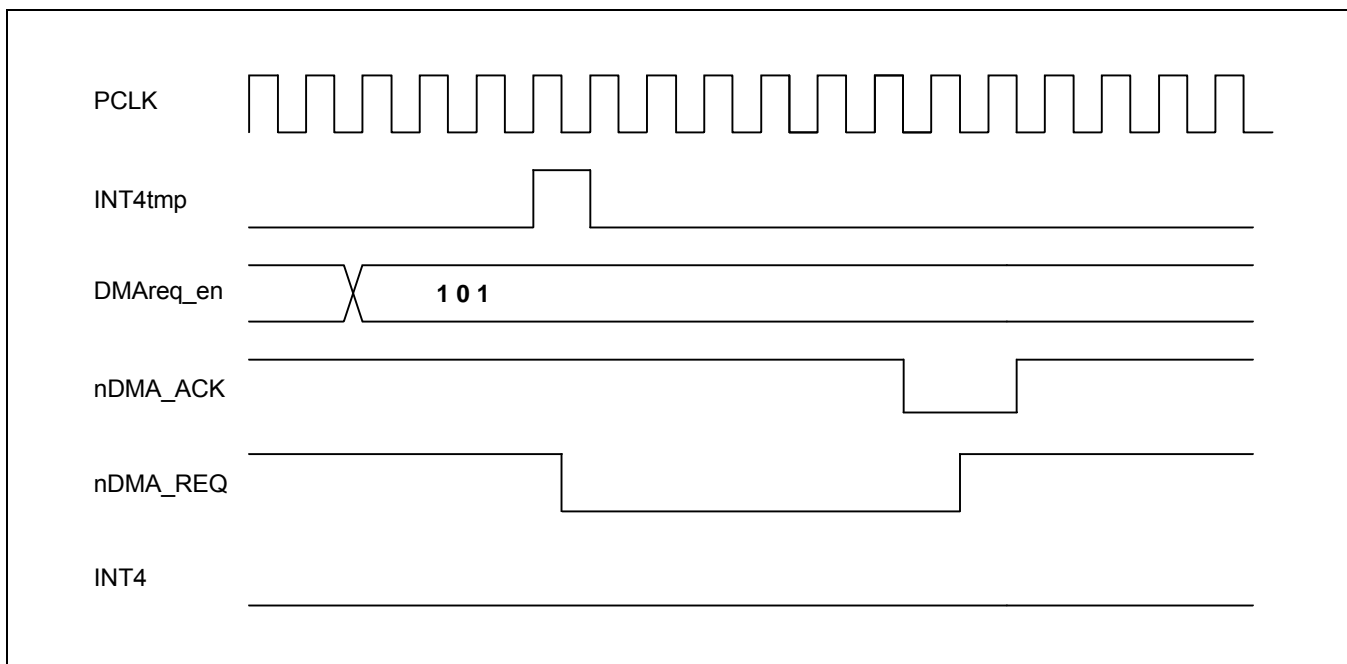 PCLK
INT4tmp
DMAreq_en
1 0 1
nDMA_ACK
nDMA_REQ
INT4